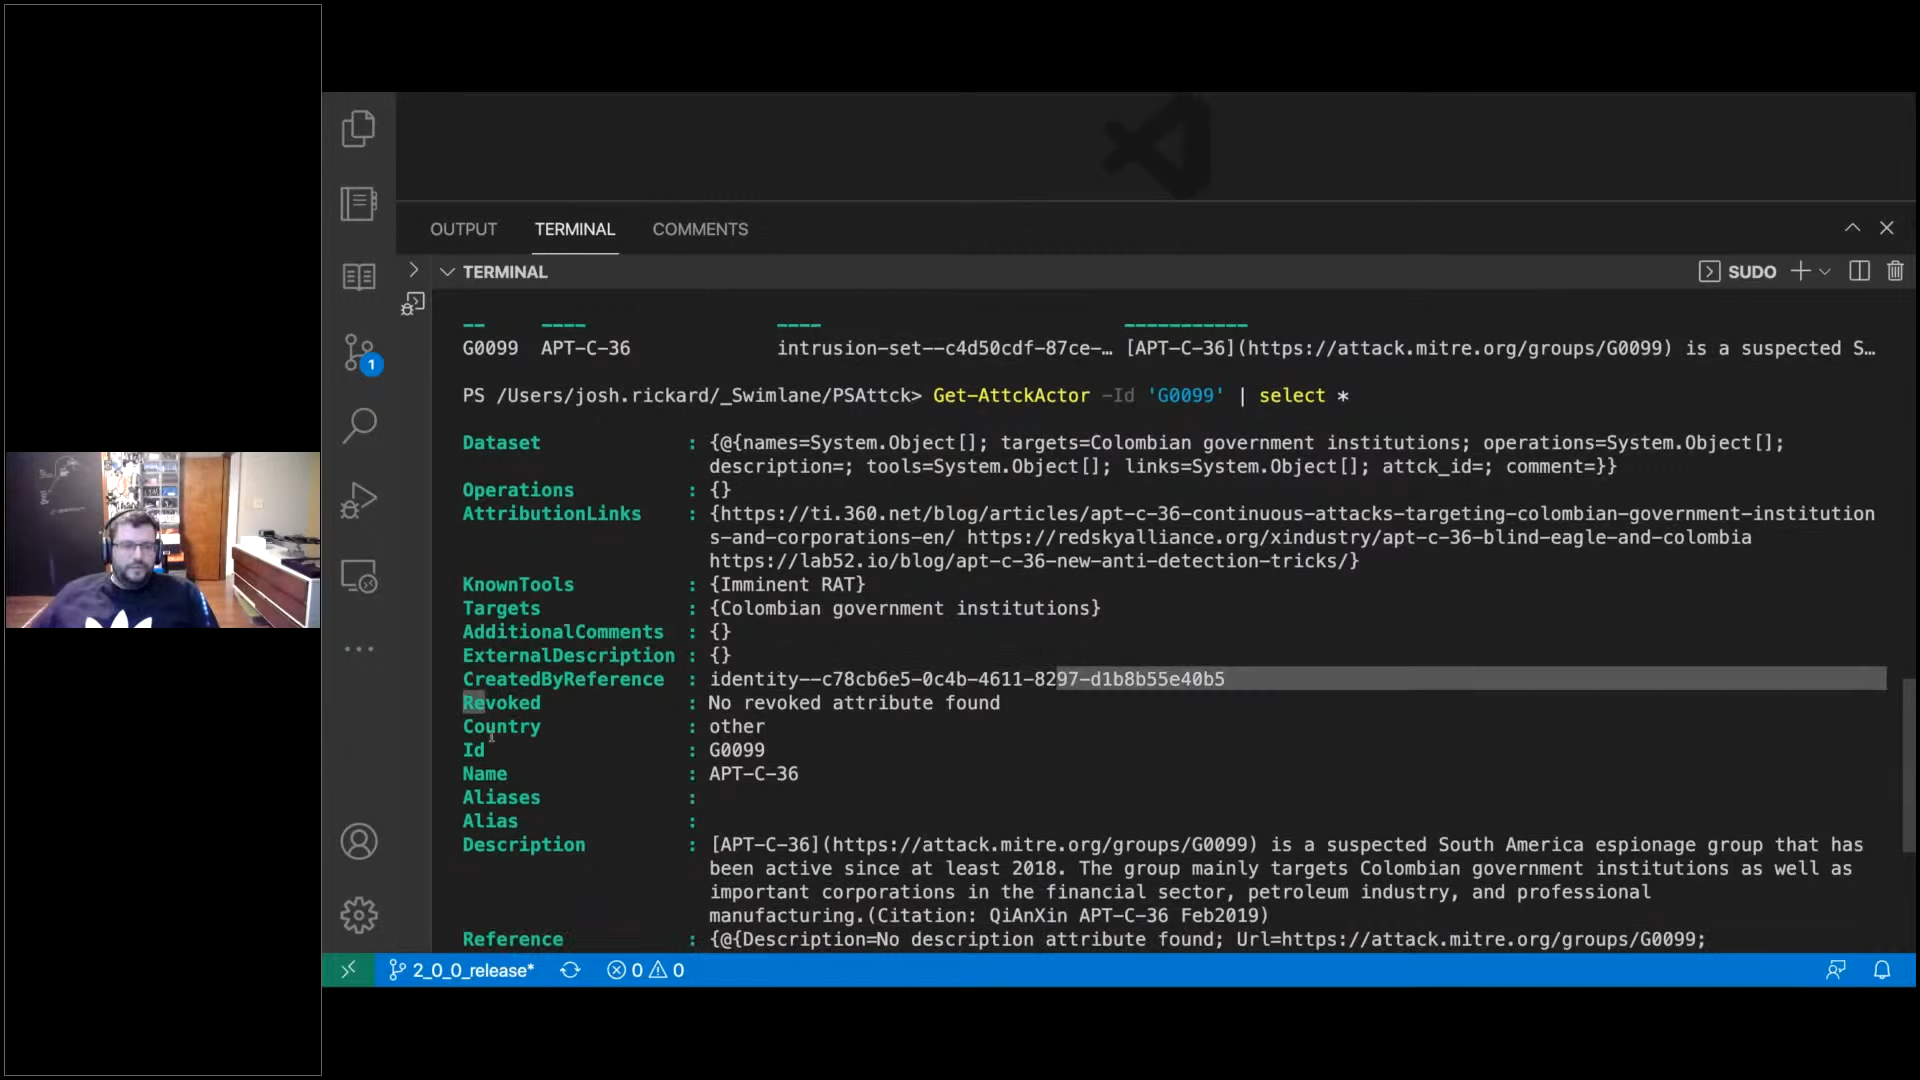 OUTPUT TERMINAL COMMENTS
TERMINAL
SUDO
G0099 APT-C-36 intrusion-set--c4d50cdf-87ce-… [APT-C-36](https://attack.mitre.org/groups/G0099) is a suspected S…
PS /Users/josh.rickard/_Swimlane/PSAttck> Get-AttckActor -Id 'G0099' | select *
Dataset : {@{names=System.Object[]; targets=Colombian government institutions; operations=System.Object[];
description=; tools=System.Object[]; links=System.Object[]; attck_id=; comment=}}
Operations : {}
AttributionLinks : {https://ti.360.net/blog/articles/apt-c-36-continuous-attacks-targeting-colombian-government-institution
s-and-corporations-en/ https://redskyalliance.org/xindustry/apt-c-36-blind-eagle-and-colombia
https://lab52.io/blog/apt-c-36-new-anti-detection-tricks/}
KnownTools : {Imminent RAT}
Targets : {Colombian government institutions}
AdditionalComments : {}
ExternalDescription : {}
CreatedByReference : identity--c78cb6e5-0c4b-4611-8297-d1b8b55e40b5
Revoked : No revoked attribute found
Country : other
Id : G0099
Name : APT-C-36
Aliases :
Alias :
Description : [APT-C-36](https://attack.mitre.org/groups/G0099) is a suspected South America espionage group that has
been active since at least 2018. The group mainly targets Colombian government institutions as well as
important corporations in the financial sector, petroleum industry, and professional
manufacturing.(Citation: QiAnXin APT-C-36 Feb2019)
Reference : {@{Description=No description attribute found; Url=https://attack.mitre.org/groups/G0099;
1
2_0_0_release* 0 0